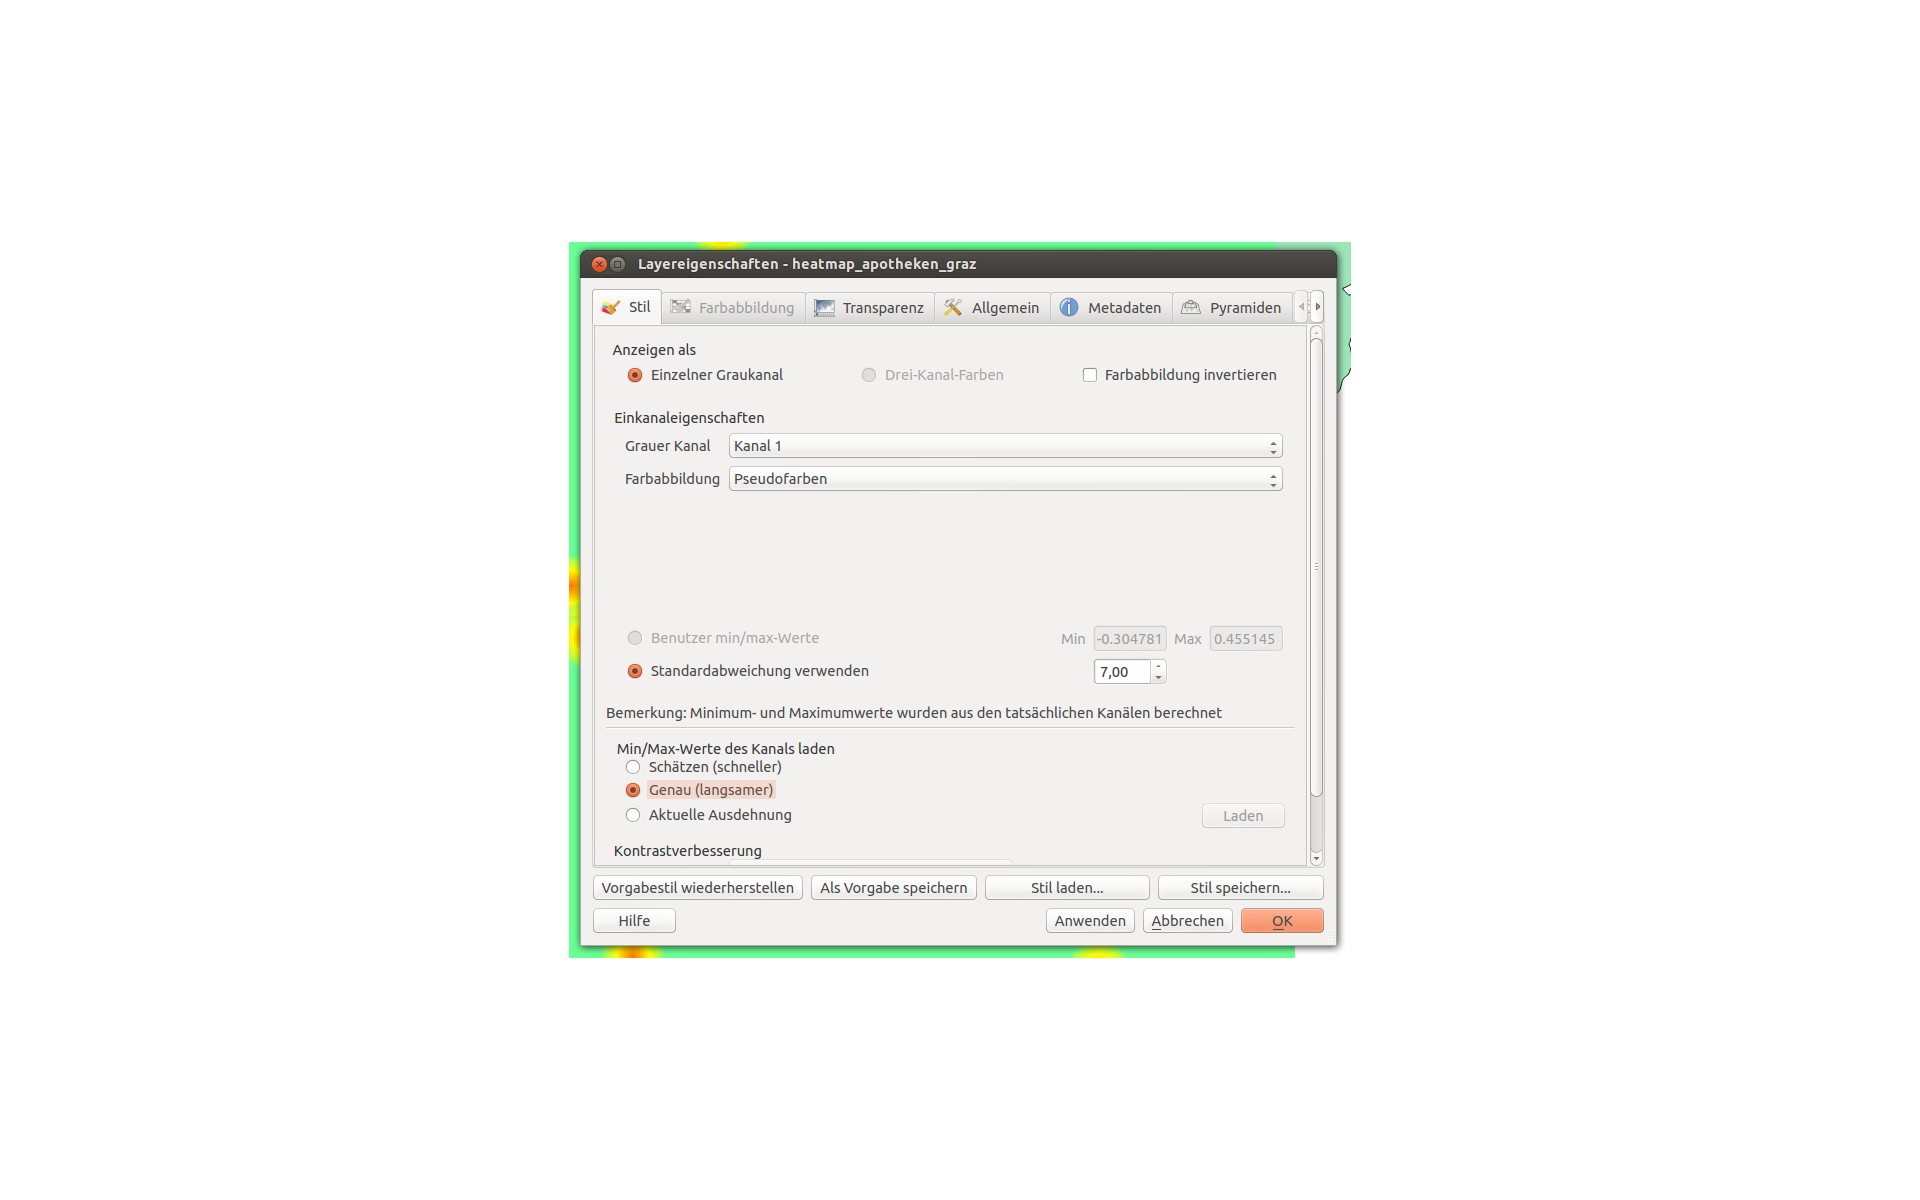 Layereigenschaften - heatmap_apotheken_graz
Stil Farbabbildung Transparenz Allgemein Metadaten Pyramiden
Anzeigen als
Einzelner Graukanal Drei-Kanal-Farben Farbabbildung invertieren
Einkanaleigenschaften
Grauer Kanal Kanal 1
Farbabbildung Pseudofarben
Benutzer min/max-Werte Min -0.304781 Max 0.455145
Standardabweichung verwenden 7,00
Bemerkung: Minimum- und Maximumwerte wurden aus den tatsächlichen Kanälen berechnet
Min/Max-Werte des Kanals laden
Schätzen (schneller)
Genau (langsamer)
Aktuelle Ausdehnung Laden
Kontrastverbesserung
Vorgabestil wiederherstellen Als Vorgabe speichern Stil laden... Stil speichern...
Hilfe Anwenden Abbrechen OK